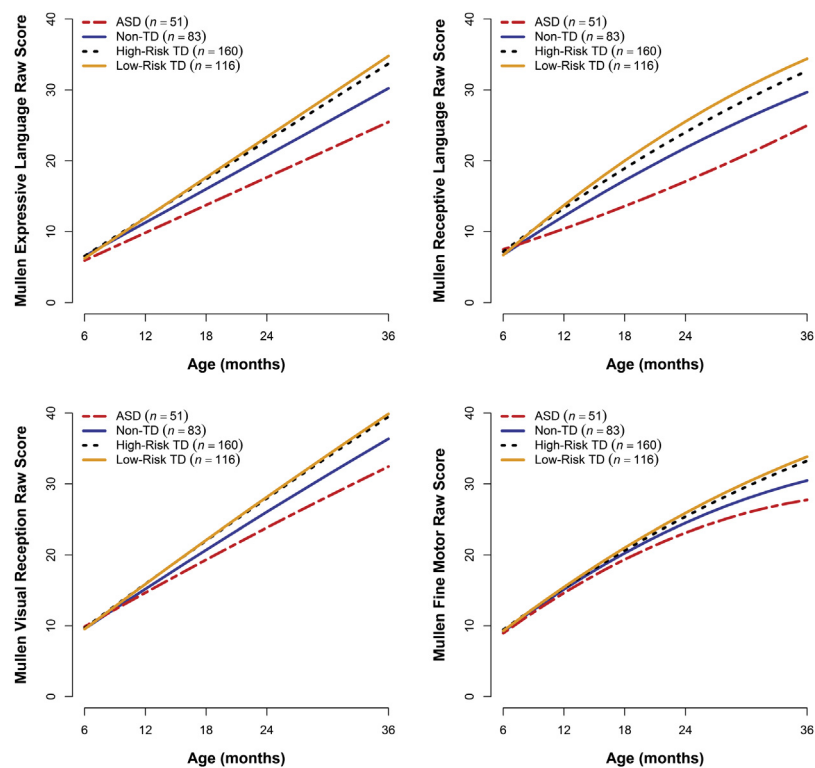 Mullen Expressive Language Raw Score
40
30
20
10
0
ASD (n = 51)
Non-TD (n = 83)
High-Risk TD (n = 160)
Low-Risk TD (n = 116)
6 12 18 24 36
Age (months)
Mullen Receptive Language Raw Score
40
30
20
10
0
ASD (n = 51)
Non-TD (n = 83)
High-Risk TD (n = 160)
Low-Risk TD (n = 116)
6 12 18 24 36
Age (months)
Mullen Visual Reception Raw Score
40
30
20
10
0
ASD (n = 51)
Non-TD (n = 83)
High-Risk TD (n = 160)
Low-Risk TD (n = 116)
6 12 18 24 36
Age (months)
Mullen Fine Motor Raw Score
40
30
20
10
0
ASD (n = 51)
Non-TD (n = 83)
High-Risk TD (n = 160)
Low-Risk TD (n = 116)
6 12 18 24 36
Age (months)